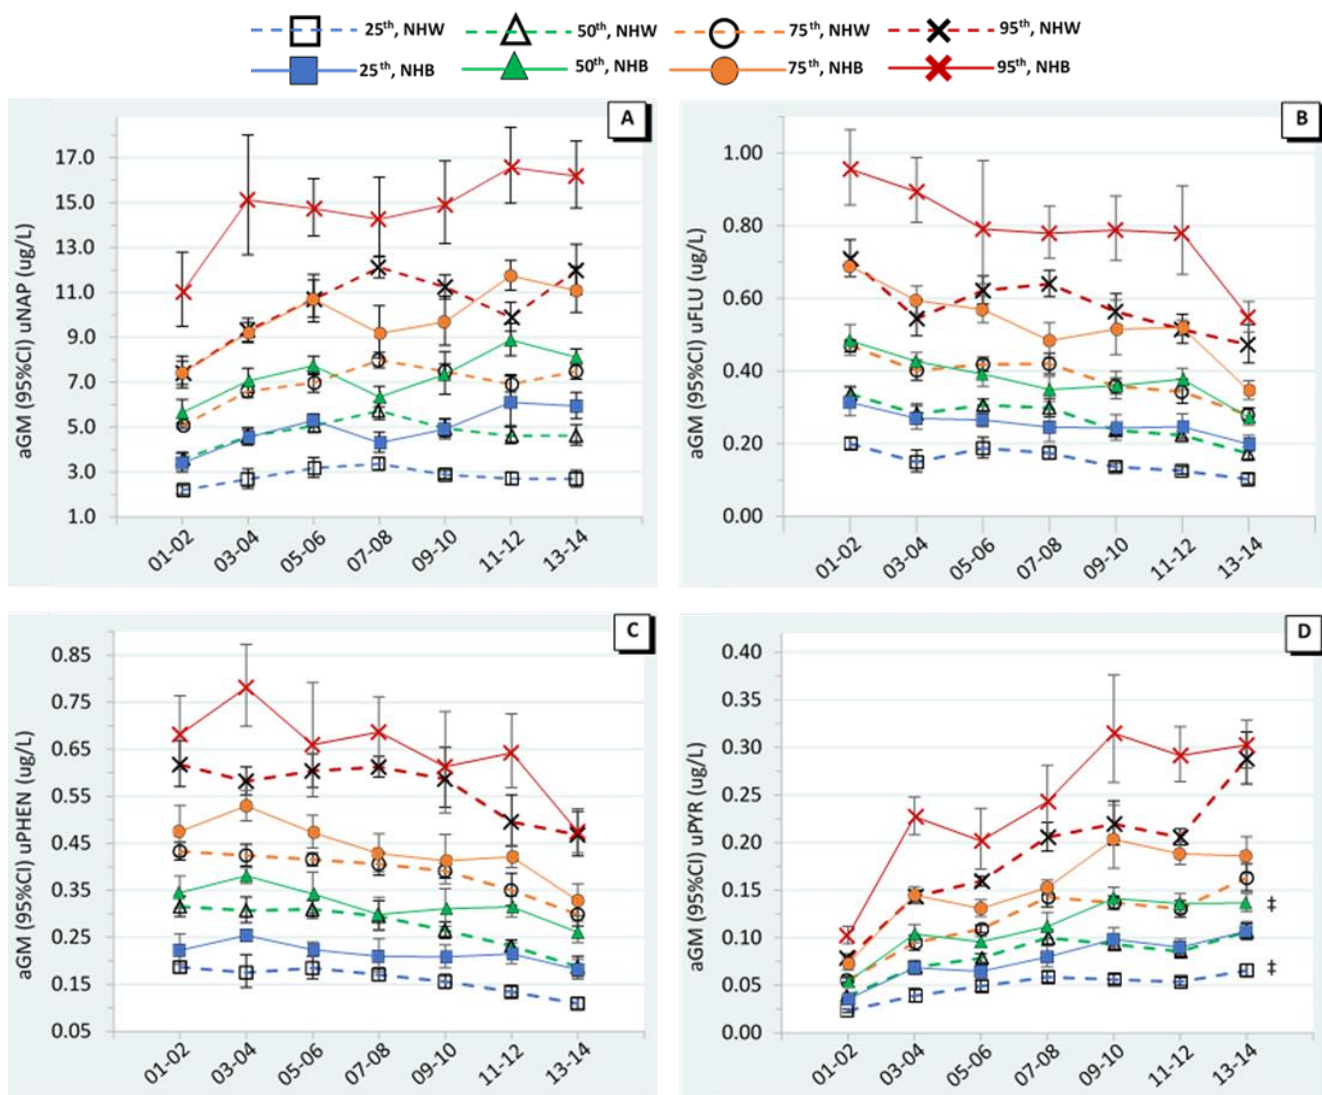 25th, NHW 50th, NHW 75th, NHW 95th, NHW
25th, NHB 50th, NHB 75th, NHB 95th, NHB
A
aGM (95%CI) uNAP (ug/L)
17.0
15.0
13.0
11.0
9.0
7.0
5.0
3.0
1.0
01-02 03-04 05-06 07-08 09-10 11-12 13-14
B
aGM (95%CI) uFLU (ug/L)
1.00
0.80
0.60
0.40
0.20
0.00
01-02 03-04 05-06 07-08 09-10 11-12 13-14
C
aGM (95%CI) uPHEN (ug/L)
0.85
0.75
0.65
0.55
0.45
0.35
0.25
0.15
0.05
01-02 03-04 05-06 07-08 09-10 11-12 13-14
D
aGM (95%CI) uPYR (ug/L)
0.40
0.35
0.30
0.25
0.20
0.15
0.10
0.05
0.00
‡
‡
01-02 03-04 05-06 07-08 09-10 11-12 13-14